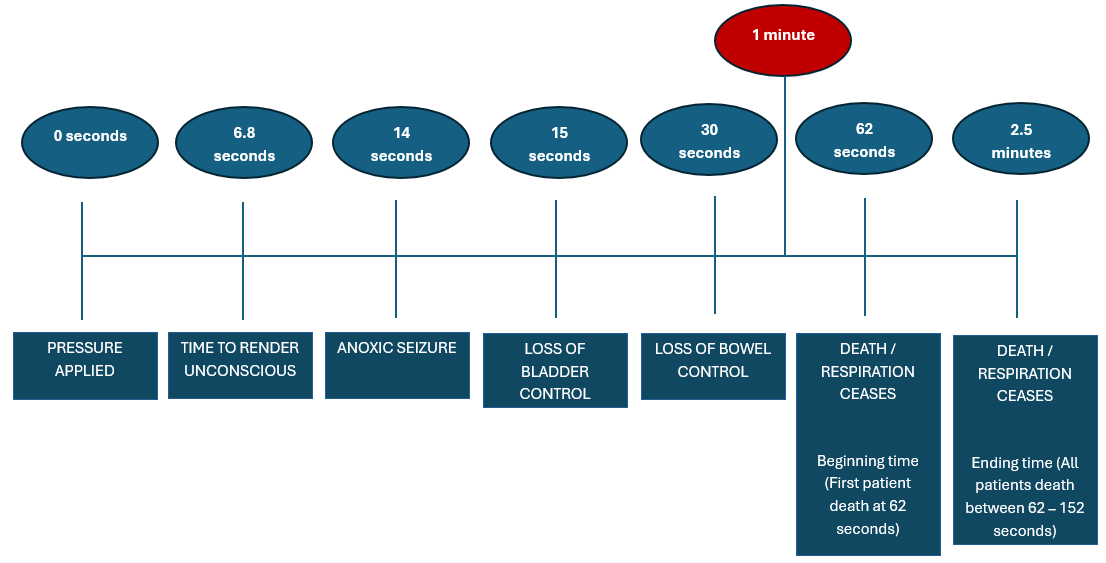 1 minute
0 seconds
6.8
seconds
14
seconds
15
seconds
30
seconds
62
seconds
2.5
minutes
PRESSURE
APPLIED
TIME TO RENDER
UNCONSCIOUS
ANOXIC SEIZURE
LOSS OF
BLADDER
CONTROL
LOSS OF BOWEL
CONTROL
DEATH /
RESPIRATION
CEASES
Beginning time
(First patient
death at 62
seconds)
DEATH /
RESPIRATION
CEASES
Ending time (All
patients death
between 62 – 152
seconds)